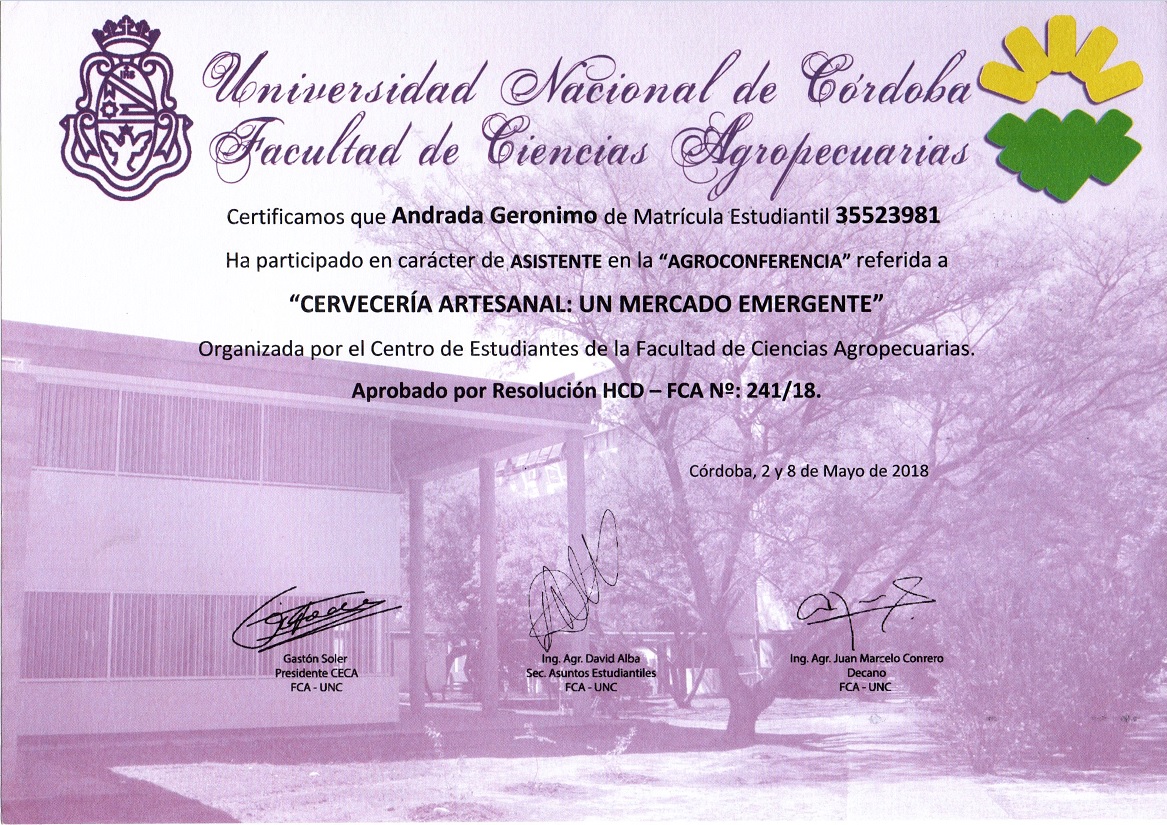 Universidad Nacional de Córdoba
Facultad de Ciencias Agropecuarias
Certificamos que Andrada Geronimo de Matrícula Estudiantil 35523981
Ha participado en carácter de ASISTENTE en la “AGROCONFERENCIA” referida a
“CERVECERÍA ARTESANAL: UN MERCADO EMERGENTE”
Organizada por el Centro de Estudiantes de la Facultad de Ciencias Agropecuarias.
Aprobado por Resolución HCD – FCA Nº: 241/18.
Córdoba, 2 y 8 de Mayo de 2018
Gastón Soler
Presidente CECA
FCA - UNC
Ing. Agr. David Alba
Sec. Asuntos Estudiantiles
FCA - UNC
Ing. Agr. Juan Marcelo Conrero
Decano
FCA - UNC